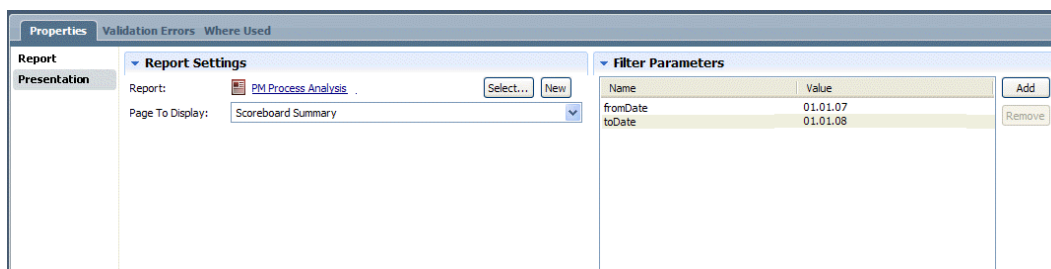 Properties Validation Errors Where Used
Report
Presentation
Report Settings
Report: PM Process Analysis Select... New
Page To Display: Scoreboard Summary
Filter Parameters
Name Value
fromDate 01.01.07
toDate 01.01.08
Add
Remove